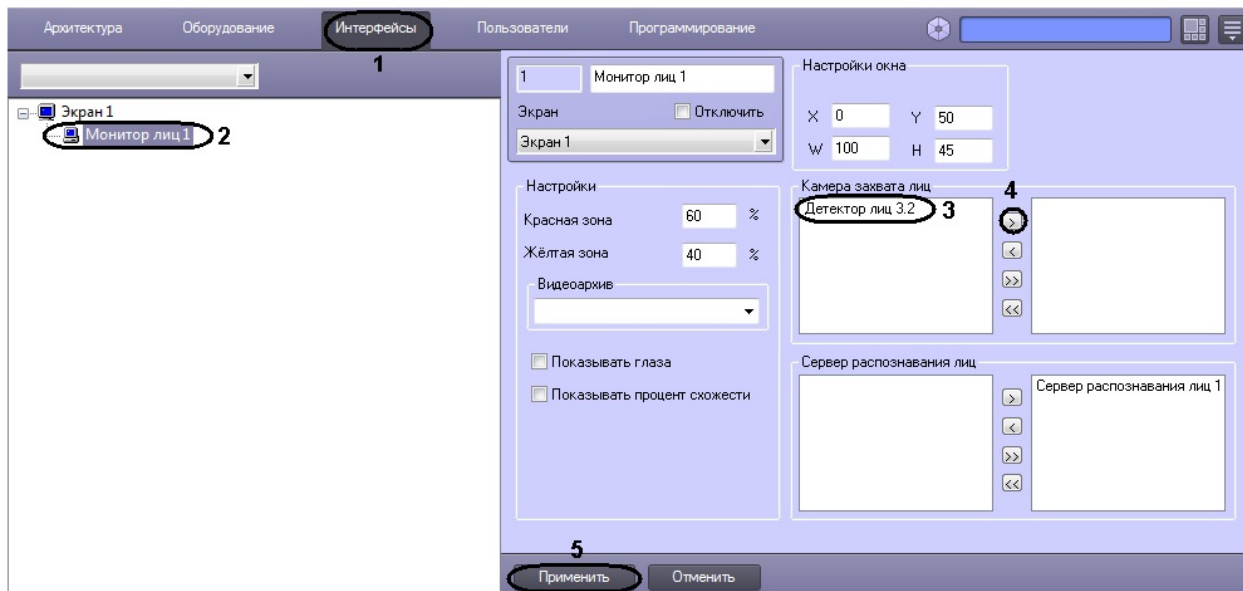 Архитектура Оборудование Интерфейсы Пользователи Программирование
1
Экран 1
Монитор лиц 1 2
1 Монитор лиц 1
Экран Отключить
Экран 1
Настройки окна
X 0 Y 50
W 100 H 45
Настройки
Красная зона 60 %
Жёлтая зона 40 %
Видеоархив
Показывать глаза
Показывать процент схожести
Камера захвата лиц 4
Детектор лиц 3.2 3 >
<
>>
<<
Сервер распознавания лиц
> Сервер распознавания лиц 1
<
>>
<<
5
Применить Отменить